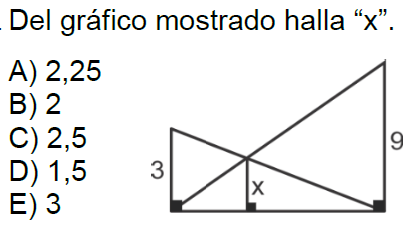 . Del gráfico mostrado halla “x”.
A) 2,25
B) 2
C) 2,5
D) 1,5
E) 3
3
x
9